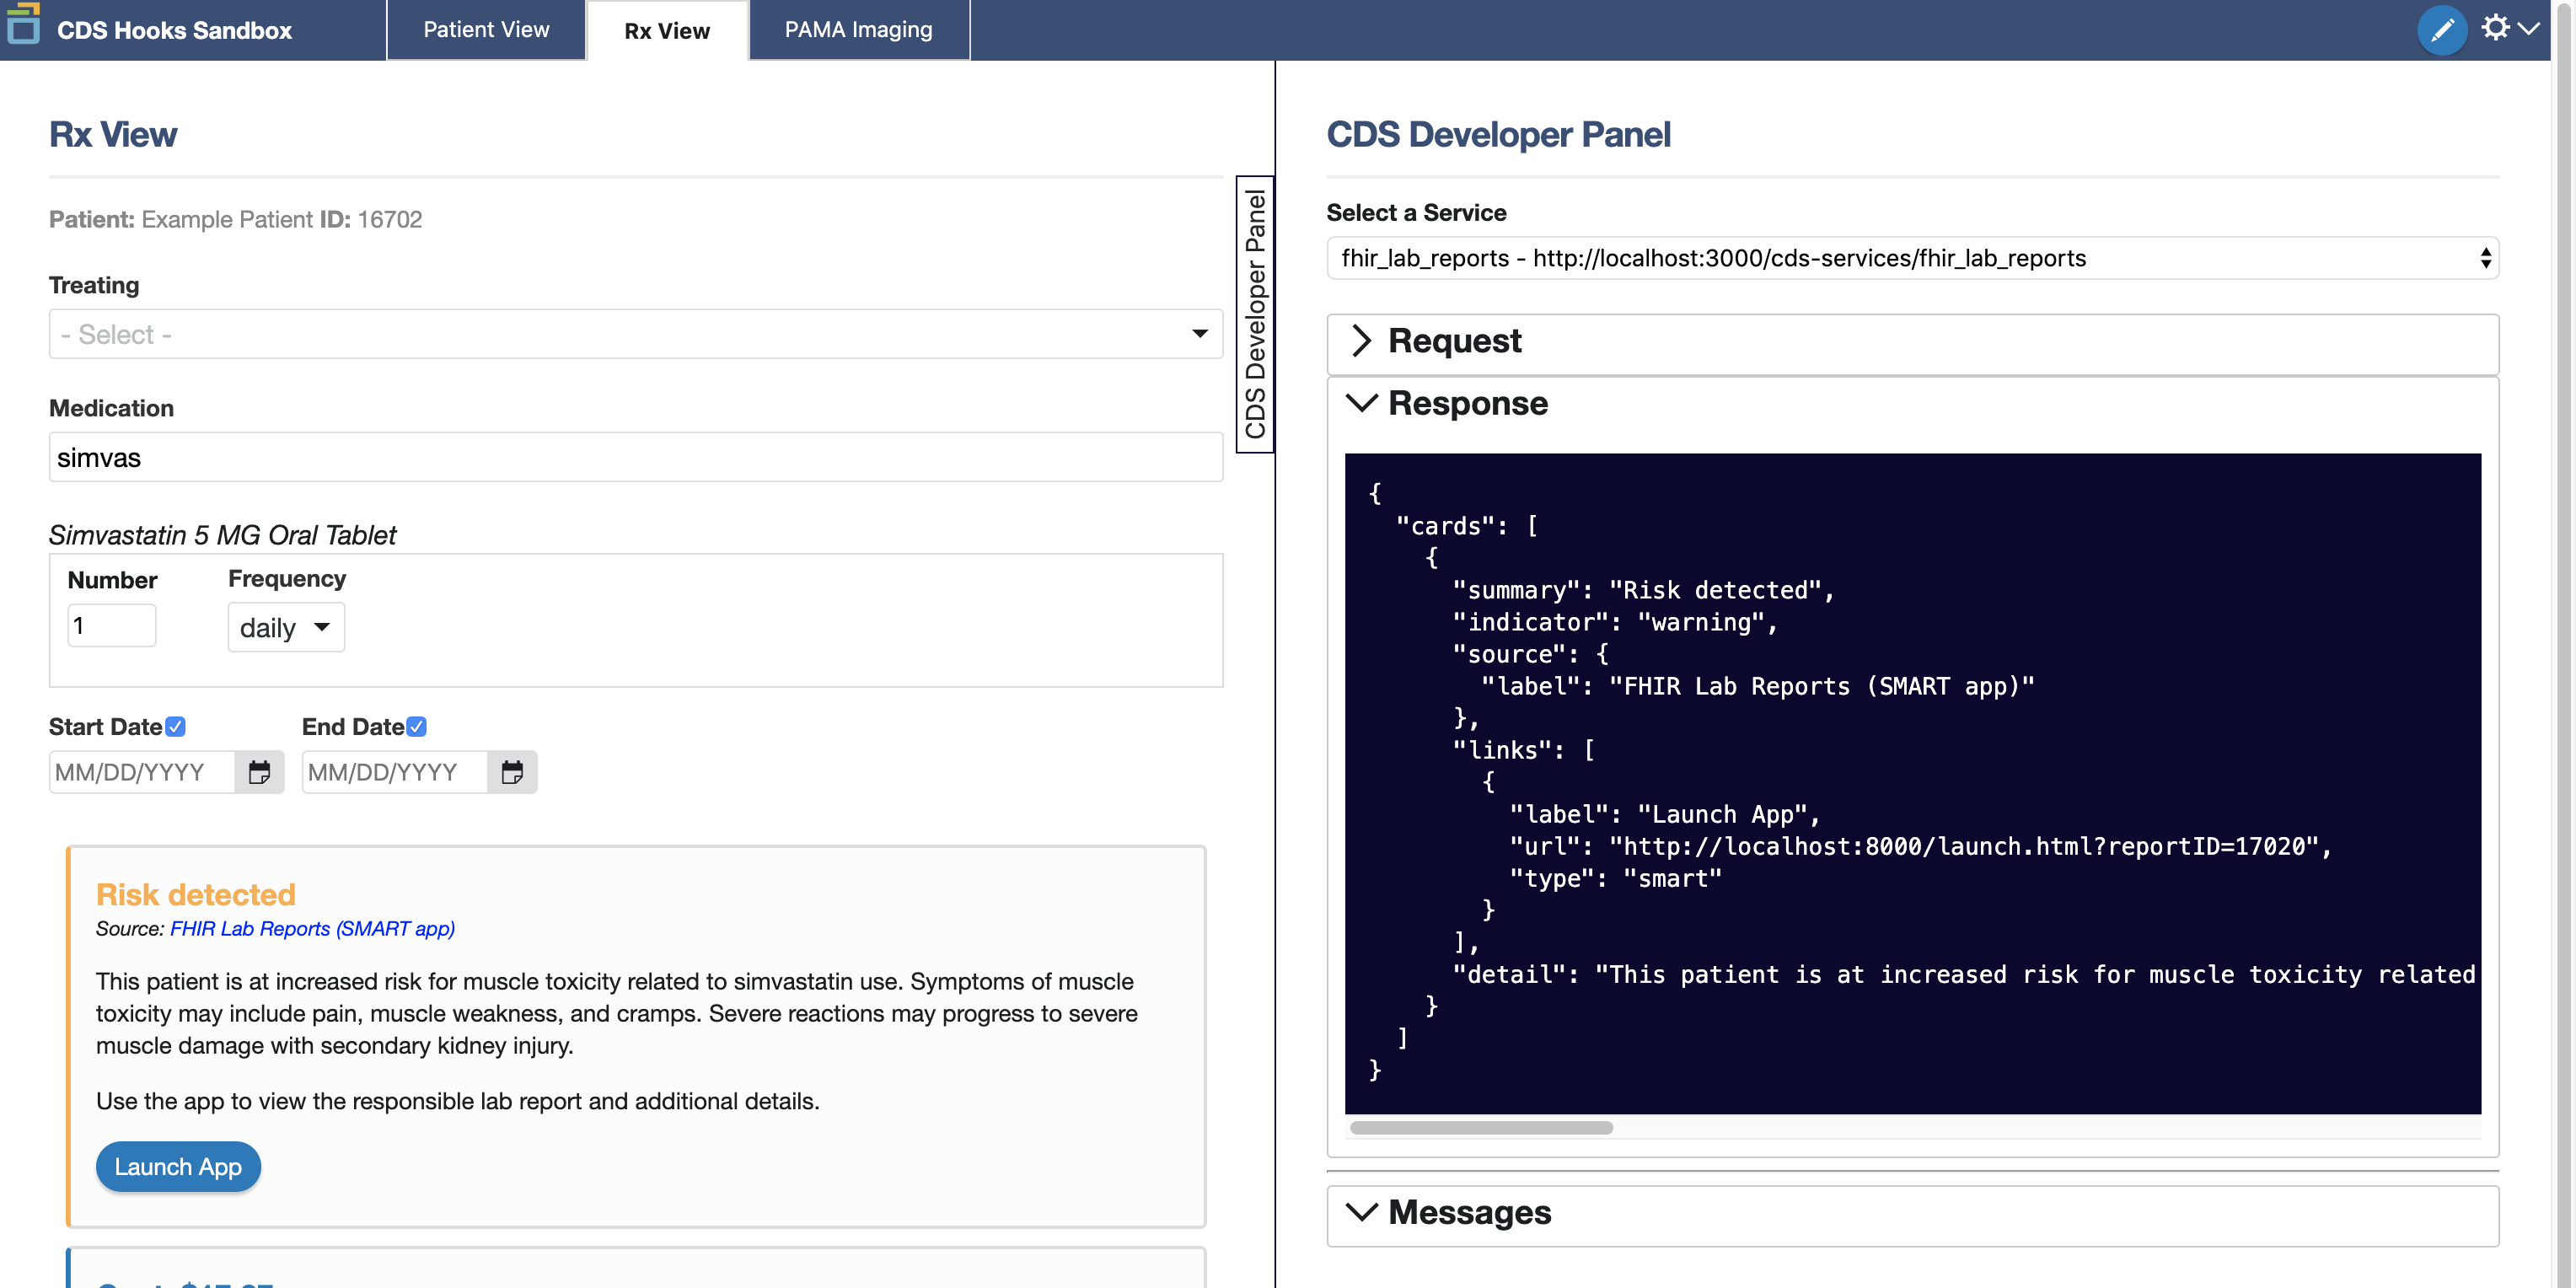 CDS Hooks Sandbox
Patient View
Rx View
PAMA Imaging
Rx View
Patient: Example Patient ID: 16702
Treating
- Select -
Medication
simvas
Simvastatin 5 MG Oral Tablet
Number
Frequency
1
daily
Start Date
End Date
MM/DD/YYYY
MM/DD/YYYY
Risk detected
Source: FHIR Lab Reports (SMART app)
This patient is at increased risk for muscle toxicity related to simvastatin use. Symptoms of muscle
toxicity may include pain, muscle weakness, and cramps. Severe reactions may progress to severe
muscle damage with secondary kidney injury.
Use the app to view the responsible lab report and additional details.
Launch App
CDS Developer Panel
CDS Developer Panel
Select a Service
fhir_lab_reports - http://localhost:3000/cds-services/fhir_lab_reports
Request
Response
{
"cards": [
{
"summary": "Risk detected",
"indicator": "warning",
"source": {
"label": "FHIR Lab Reports (SMART app)"
},
"links": [
{
"label": "Launch App",
"url": "http://localhost:8000/launch.html?reportID=17020",
"type": "smart"
}
],
"detail": "This patient is at increased risk for muscle toxicity related
}
]
}
Messages